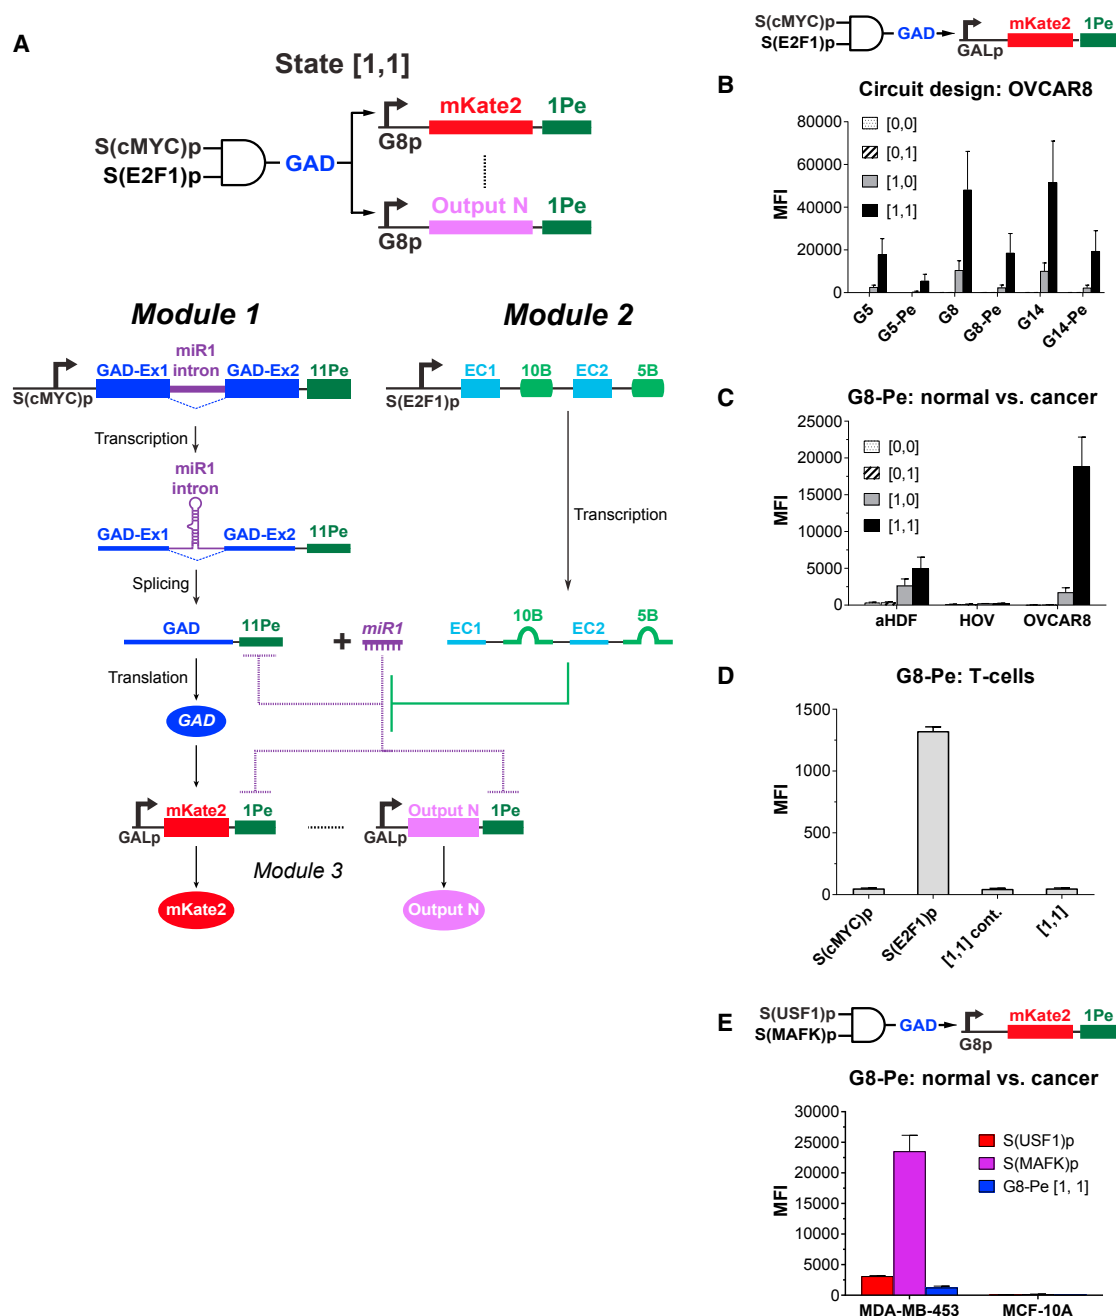 A
State [1,1]
mKate2 1Pe
G8p
S(cMYC)p
S(E2F1)p
GAD
Output N 1Pe
G8p
Module 1
miR1
intron
GAD-Ex1 GAD-Ex2 11Pe
S(cMYC)p
Transcription
miR1
intron
GAD-Ex1 GAD-Ex2 11Pe
Splicing
GAD 11Pe + miR1
Translation
GAD
Module 2
EC1 10B EC2 5B
S(E2F1)p
Transcription
EC1 10B EC2 5B
mKate2 1Pe
GALp
Output N 1Pe
GALp
Module 3
mKate2
Output N
S(cMYC)p
S(E2F1)p
GAD
mKate2 1Pe
GALp
B
Circuit design: OVCAR8
MFI
80000
60000
40000
20000
0
[0,0]
[0,1]
[1,0]
[1,1]
G5 G5-Pe G8 G8-Pe G14 G14-Pe
C
G8-Pe: normal vs. cancer
MFI
25000
20000
15000
10000
5000
0
[0,0]
[0,1]
[1,0]
[1,1]
aHDF HOV OVCAR8
D
G8-Pe: T-cells
MFI
1500
1000
500
0
S(cMYC)p S(E2F1)p [1,1] cont. [1,1]
E
S(USF1)p
S(MAFK)p
GAD
mKate2 1Pe
G8p
G8-Pe: normal vs. cancer
MFI
30000
25000
20000
15000
10000
5000
0
S(USF1)p
S(MAFK)p
G8-Pe [1, 1]
MDA-MB-453 MCF-10A